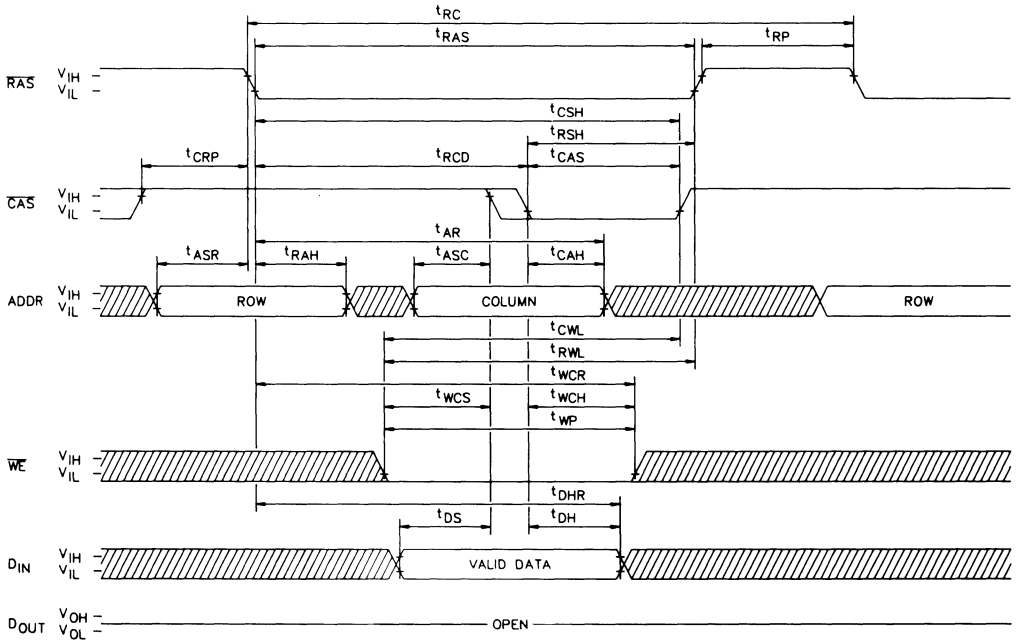 tRC
tRAS tRP
RAS VIH
VIL
tCSH
tRSH
tCRP tRCD tCAS
CAS VIH
VIL
tAR
tASR tRAH tASC tCAH
ADDR VIH
VIL
ROW COLUMN ROW
tCWL
tRWL
tWCR
tWCS tWCH
tWP
WE VIH
VIL
tDHR
tDS tDH
DIN VIH
VIL
VALID DATA
DOUT VOH
VOL
OPEN